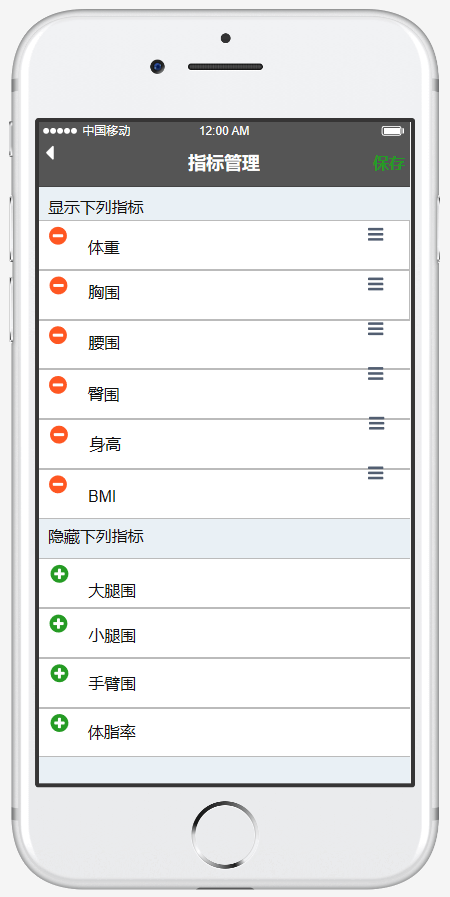 中国移动 12:00 AM
指标管理 保存
显示下列指标
体重
胸围
腰围
臀围
身高
BMI
隐藏下列指标
大腿围
小腿围
手臂围
体脂率